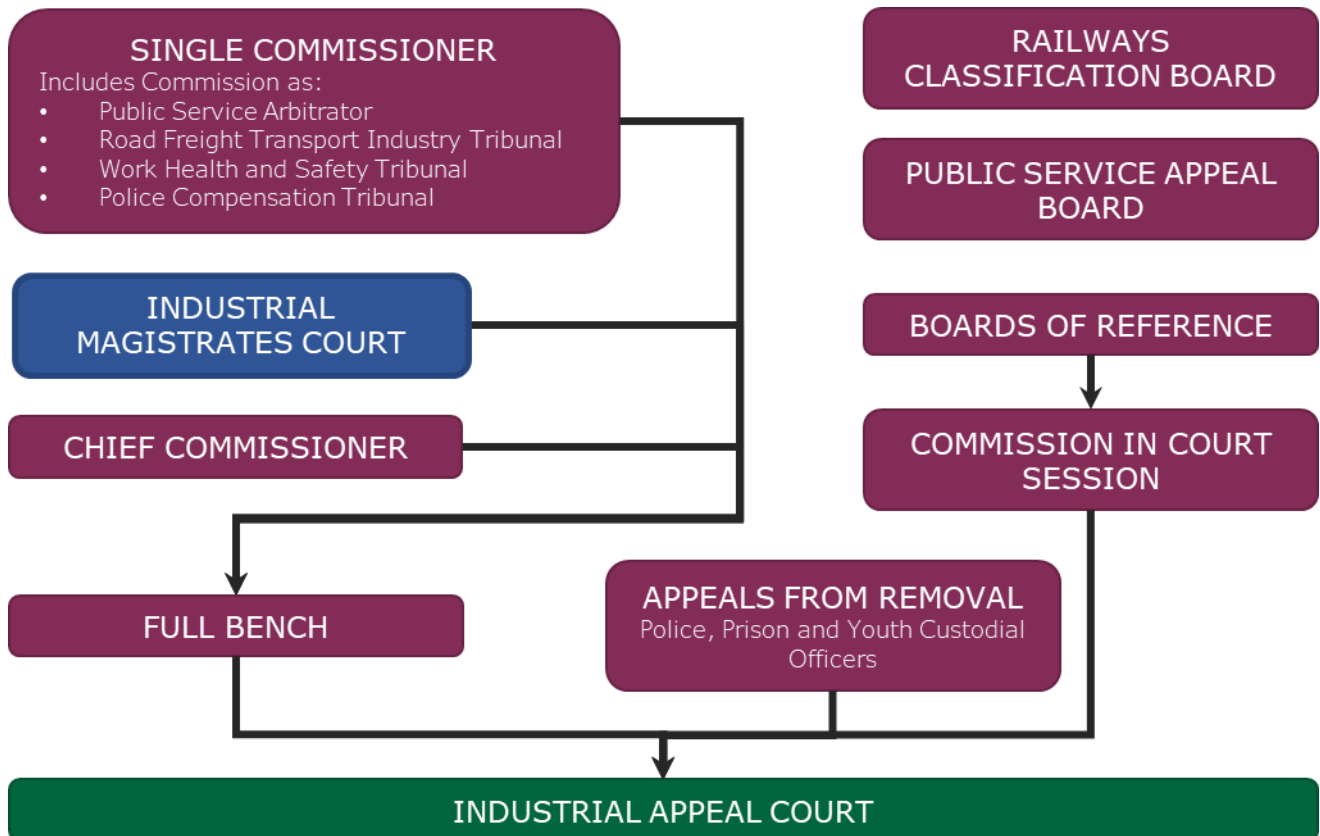 SINGLE COMMISSIONER
Includes Commission as:
• Public Service Arbitrator
• Road Freight Transport Industry Tribunal
• Work Health and Safety Tribunal
• Police Compensation Tribunal
RAILWAYS
CLASSIFICATION BOARD
PUBLIC SERVICE APPEAL
BOARD
INDUSTRIAL
MAGISTRATES COURT
BOARDS OF REFERENCE
CHIEF COMMISSIONER
COMMISSION IN COURT
SESSION
FULL BENCH
APPEALS FROM REMOVAL
Police, Prison and Youth Custodial
Officers
INDUSTRIAL APPEAL COURT